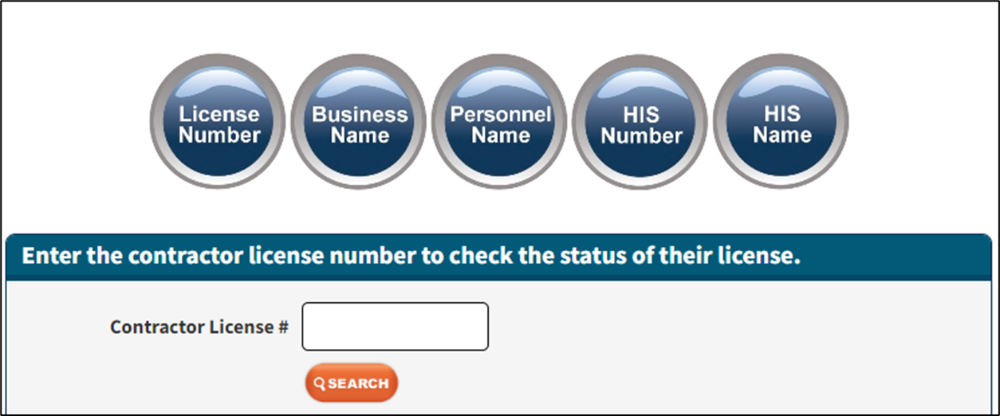 License
Number
Business
Name
Personnel
Name
HIS
Number
HIS
Name
Enter the contractor license number to check the status of their license.
Contractor License #
SEARCH